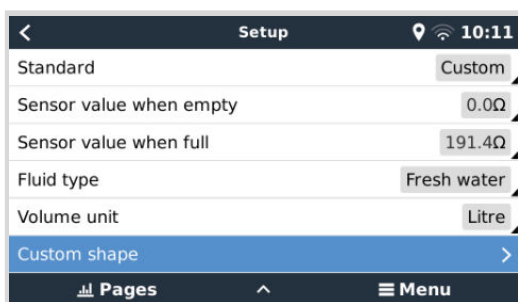 Setup 10:11
Standard Custom
Sensor value when empty 0.0Ω
Sensor value when full 191.4Ω
Fluid type Fresh water
Volume unit Litre
Custom shape
Pages Menu